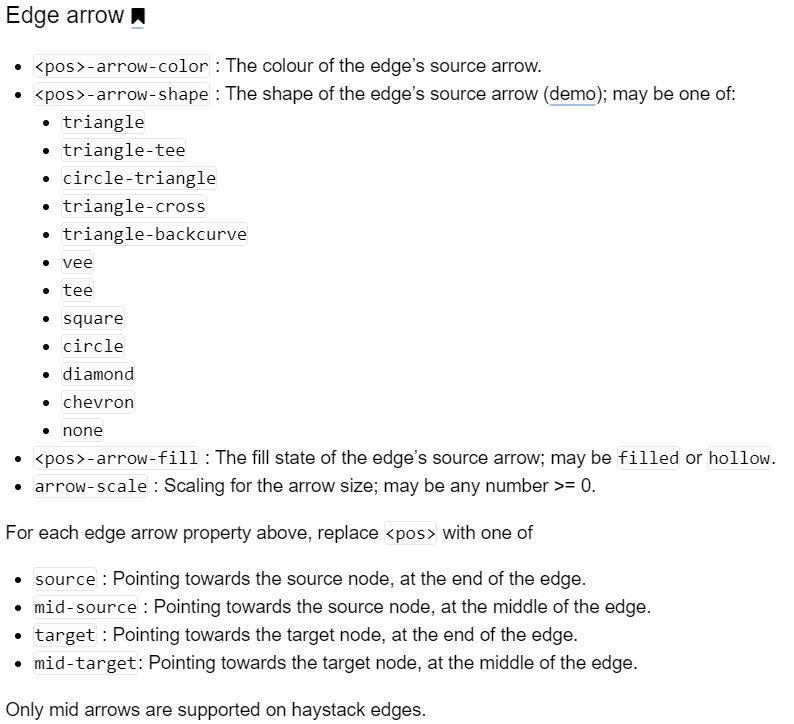 Edge arrow
<pos>-arrow-color : The colour of the edge’s source arrow.
<pos>-arrow-shape : The shape of the edge’s source arrow (demo); may be one of:
triangle
triangle-tee
circle-triangle
triangle-cross
triangle-backcurve
vee
tee
square
circle
diamond
chevron
none
<pos>-arrow-fill : The fill state of the edge’s source arrow; may be filled or hollow.
arrow-scale : Scaling for the arrow size; may be any number >= 0.
For each edge arrow property above, replace <pos> with one of
source : Pointing towards the source node, at the end of the edge.
mid-source : Pointing towards the source node, at the middle of the edge.
target : Pointing towards the target node, at the end of the edge.
mid-target: Pointing towards the target node, at the middle of the edge.
Only mid arrows are supported on haystack edges.